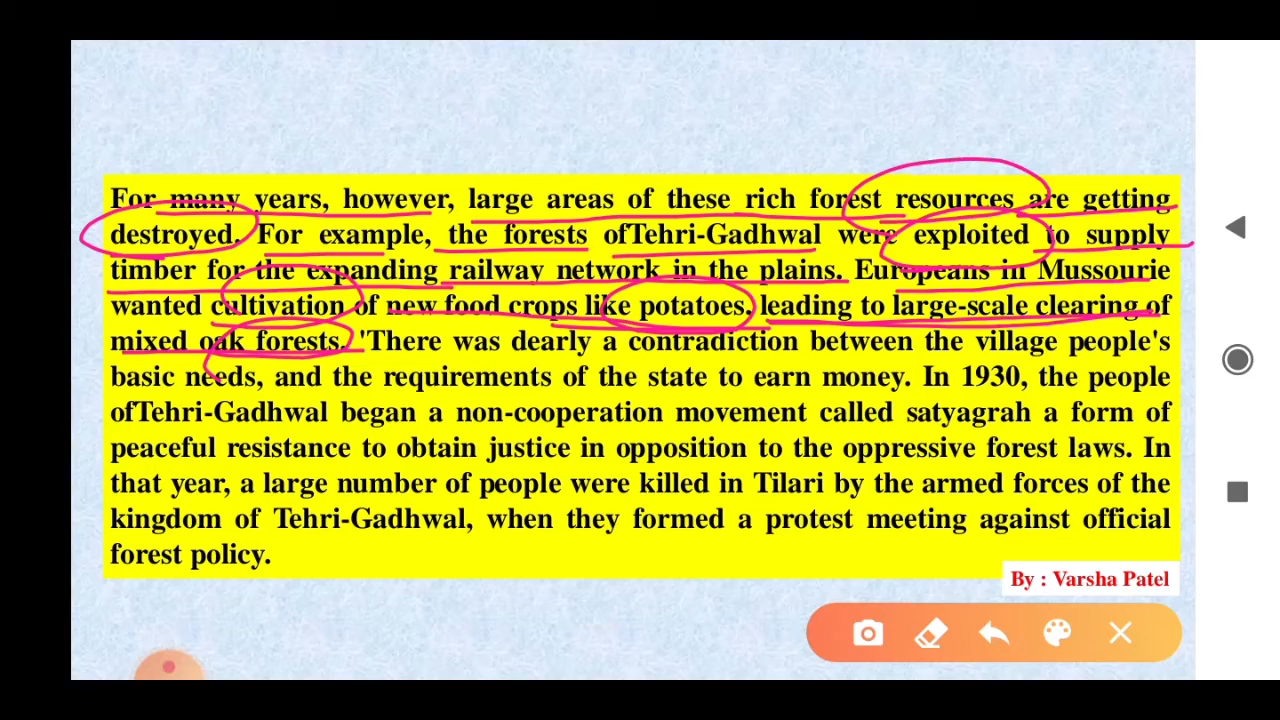 For many years, however, large areas of these rich forest resources are getting
destroyed. For example, the forests ofTehri-Gadhwal were exploited to supply
timber for the expanding railway network in the plains. Europeans in Mussourie
wanted cultivation of new food crops like potatoes, leading to large-scale clearing of
mixed oak forests. 'There was dearly a contradiction between the village people's
basic needs, and the requirements of the state to earn money. In 1930, the people
ofTehri-Gadhwal began a non-cooperation movement called satyagrah a form of
peaceful resistance to obtain justice in opposition to the oppressive forest laws. In
that year, a large number of people were killed in Tilari by the armed forces of the
kingdom of Tehri-Gadhwal, when they formed a protest meeting against official
forest policy.
By : Varsha Patel